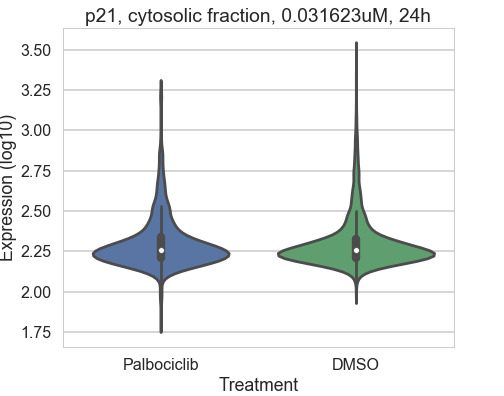 p21, cytosolic fraction, 0.031623uM, 24h
Expression (log10)
3.50
3.25
3.00
2.75
2.50
2.25
2.00
1.75
Palbociclib DMSO
Treatment